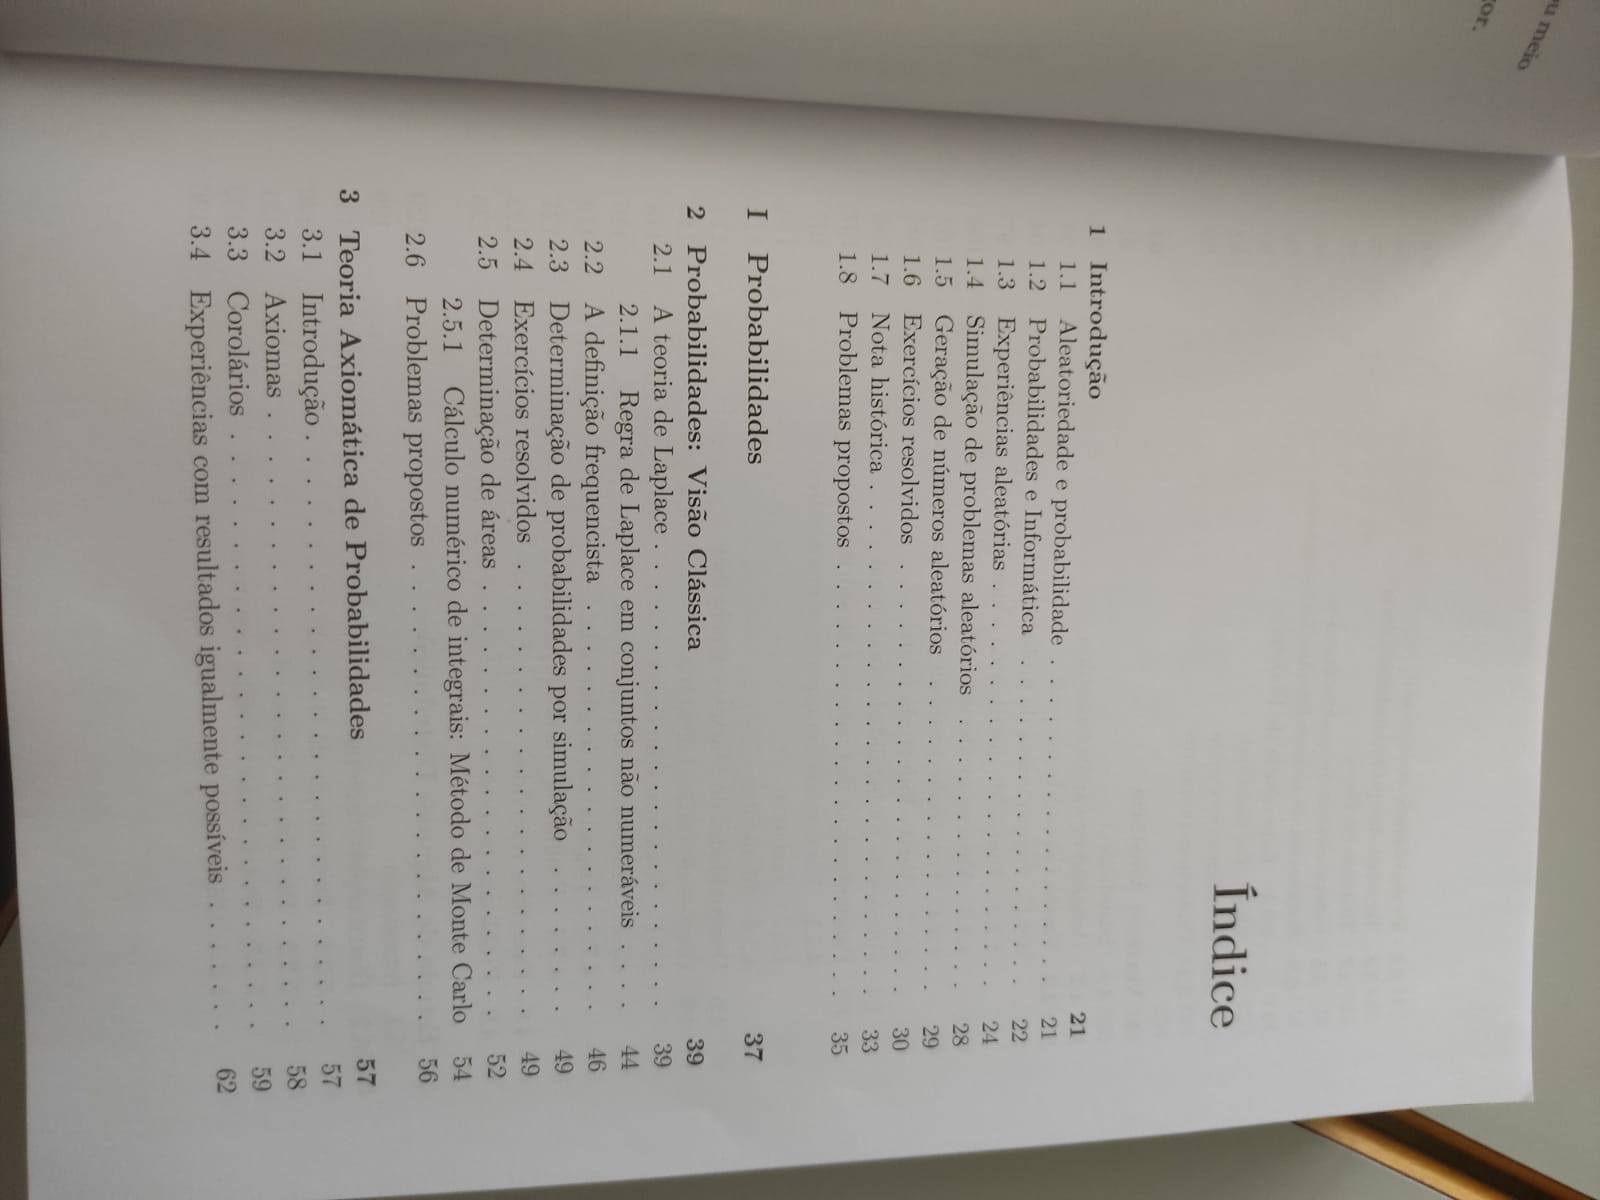 ou meio
gor.
Índice
1 Introdução 21
1.1 Aleatoriedade e probabilidade . . . . . . . . . . . . . . . . . . 21
1.2 Probabilidades e Informática . . . . . . . . . . . . . . . . . . 22
1.3 Experiências aleatórias . . . . . . . . . . . . . . . . . . . . . . 24
1.4 Simulação de problemas aleatórios . . . . . . . . . . . . . . . 28
1.5 Geração de números aleatórios . . . . . . . . . . . . . . . . . 29
1.6 Exercícios resolvidos . . . . . . . . . . . . . . . . . . . . . . . 30
1.7 Nota histórica . . . . . . . . . . . . . . . . . . . . . . . . . . . 33
1.8 Problemas propostos . . . . . . . . . . . . . . . . . . . . . . . 35
I Probabilidades 37
2 Probabilidades: Visão Clássica 39
2.1 A teoria de Laplace . . . . . . . . . . . . . . . . . . . . . . . . 39
2.1.1 Regra de Laplace em conjuntos não numeráveis . . . . 44
2.2 A definição frequencista . . . . . . . . . . . . . . . . . . . . . 46
2.3 Determinação de probabilidades por simulação . . . . . . . . 49
2.4 Exercícios resolvidos . . . . . . . . . . . . . . . . . . . . . . . 49
2.5 Determinação de áreas . . . . . . . . . . . . . . . . . . . . . . 52
2.5.1 Cálculo numérico de integrais: Método de Monte Carlo 54
2.6 Problemas propostos . . . . . . . . . . . . . . . . . . . . . . . 56
3 Teoria Axiomática de Probabilidades 57
3.1 Introdução . . . . . . . . . . . . . . . . . . . . . . . . . . . . . 57
3.2 Axiomas . . . . . . . . . . . . . . . . . . . . . . . . . . . . . . 58
3.3 Corolários . . . . . . . . . . . . . . . . . . . . . . . . . . . . . 59
3.4 Experiências com resultados igualmente possíveis . . . . . . . 62